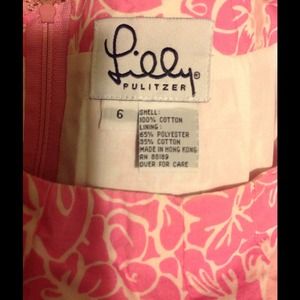 Lilly®
PULITZER
6
SHELL:
100% COTTON
LINING:
65% POLYESTER
35% COTTON
MADE IN HONG KONG
RN 88189
OVER FOR CARE